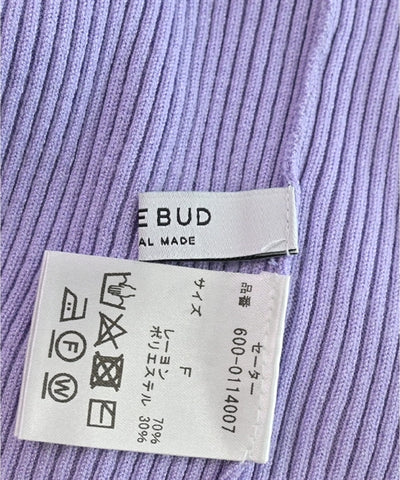 E BUD
AL MADE
セーター
品番 600-0114007
サイズ F
レーヨン 70%
ポリエステル 30%
F
W